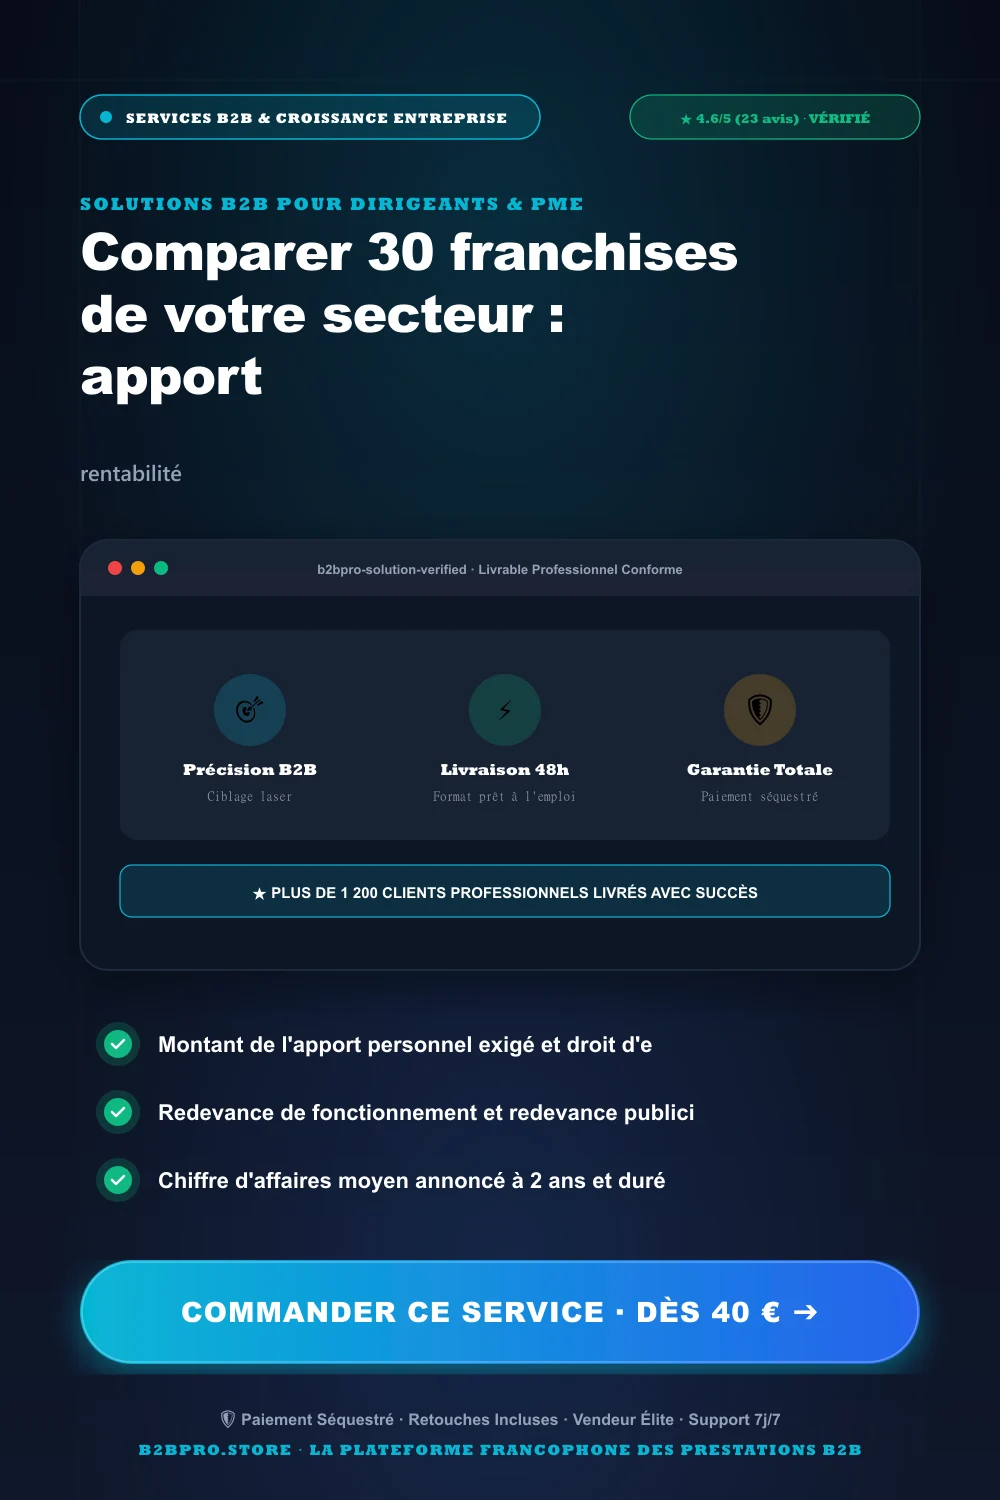 SERVICES B2B & CROISSANCE ENTREPRISE
★ 4.6/5 (23 avis) · VÉRIFIÉ
SOLUTIONS B2B POUR DIRIGEANTS & PME
Comparer 30 franchises
de votre secteur :
apport
rentabilité
b2bpro-solution-verified · Livrable Professionnel Conforme
Précision B2B
Ciblage laser
Livraison 48h
Format prêt à l'emploi
Garantie Totale
Paiement séquestré
★ PLUS DE 1 200 CLIENTS PROFESSIONNELS LIVRÉS AVEC SUCCÈS
Montant de l'apport personnel exigé et droit d'e
Redevance de fonctionnement et redevance publici
Chiffre d'affaires moyen annoncé à 2 ans et duré
COMMANDER CE SERVICE · DÈS 40 € →
Paiement Séquestré · Retouches Incluses · Vendeur Élite · Support 7j/7
B2BPRO.STORE · LA PLATEFORME FRANCOPHONE DES PRESTATIONS B2B